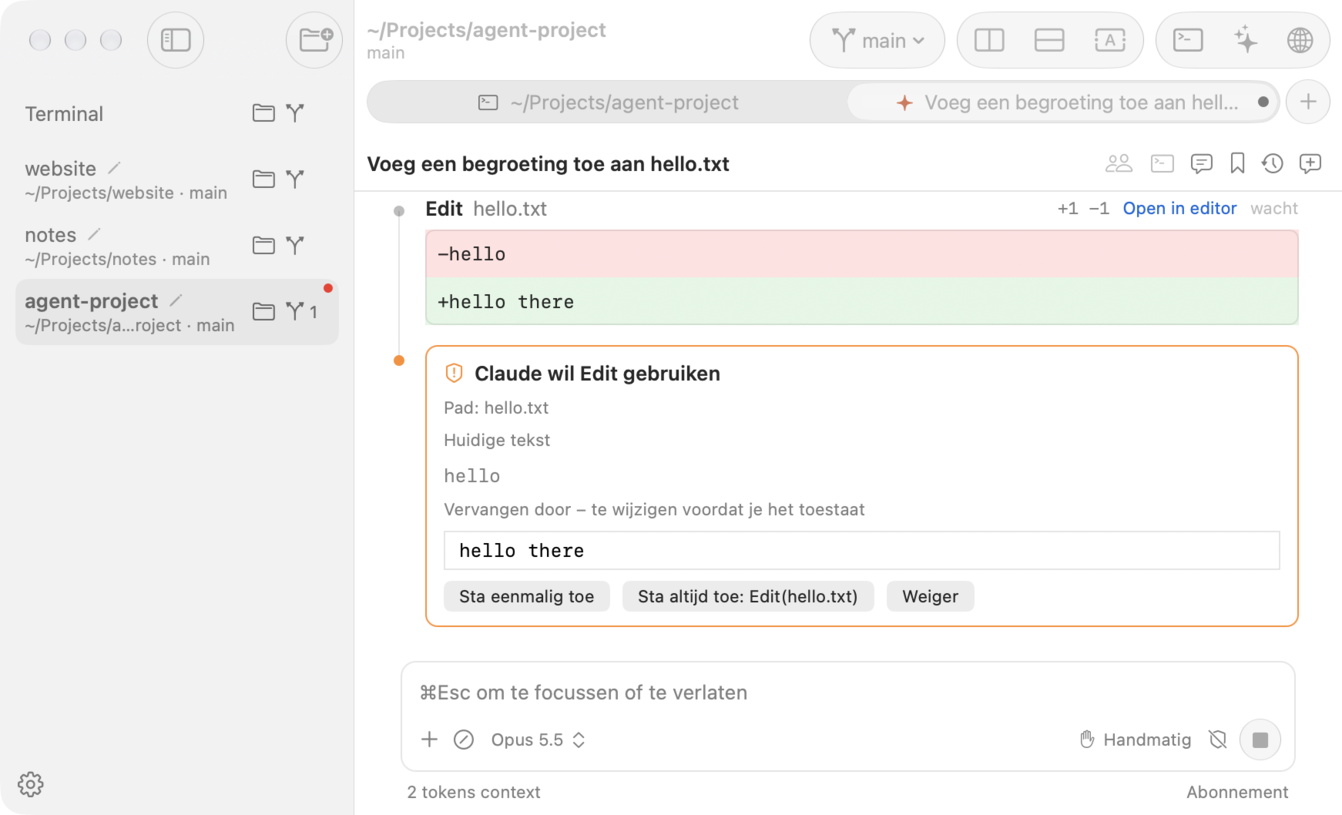 ~/Projects/agent-project
main
main
~/Projects/agent-project
Voeg een begroeting toe aan hell...
Terminal
website
~/Projects/website · main
notes
~/Projects/notes · main
agent-project
~/Projects/a...roject · main
1
Voeg een begroeting toe aan hello.txt
Edit hello.txt
+1 −1 Open in editor wacht
−hello
+hello there
Claude wil Edit gebruiken
Pad: hello.txt
Huidige tekst
hello
Vervangen door – te wijzigen voordat je het toestaat
hello there
Sta eenmalig toe
Sta altijd toe: Edit(hello.txt)
Weiger
⌘Esc om te focussen of te verlaten
Opus 5.5
Handmatig
2 tokens context
Abonnement